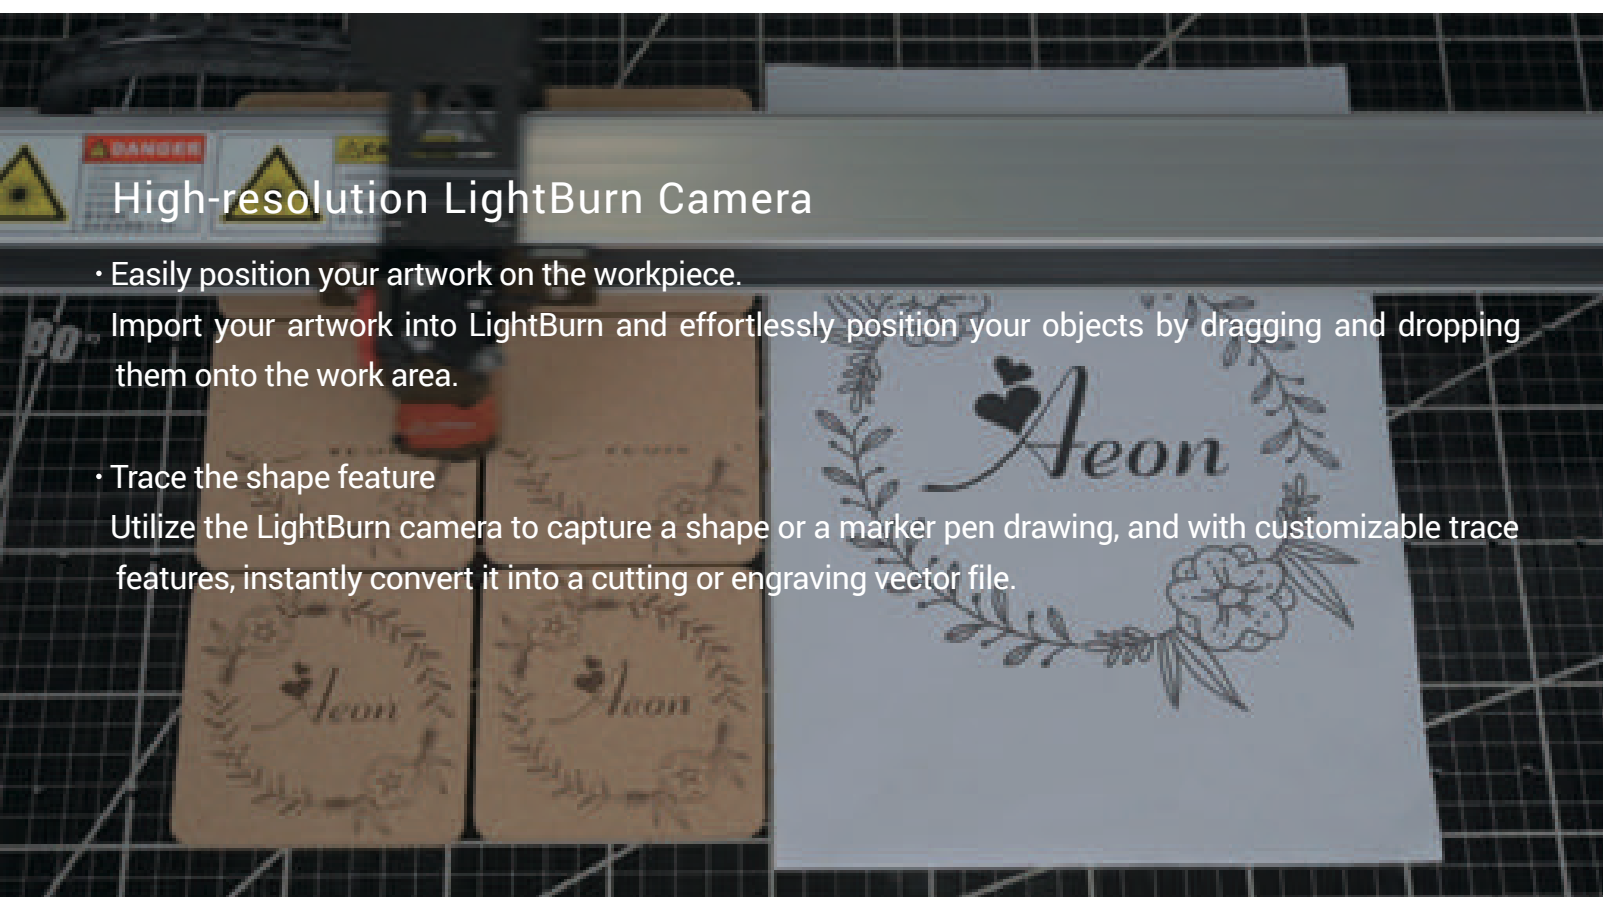 DANGER
High-resolution LightBurn Camera
· Easily position your artwork on the workpiece.
Import your artwork into LightBurn and effortlessly position your objects by dragging and dropping
them onto the work area.
80
Aeon
· Trace the shape feature
Utilize the LightBurn camera to capture a shape or a marker pen drawing, and with customizable trace
features, instantly convert it into a cutting or engraving vector file.
Aeon
Aeon